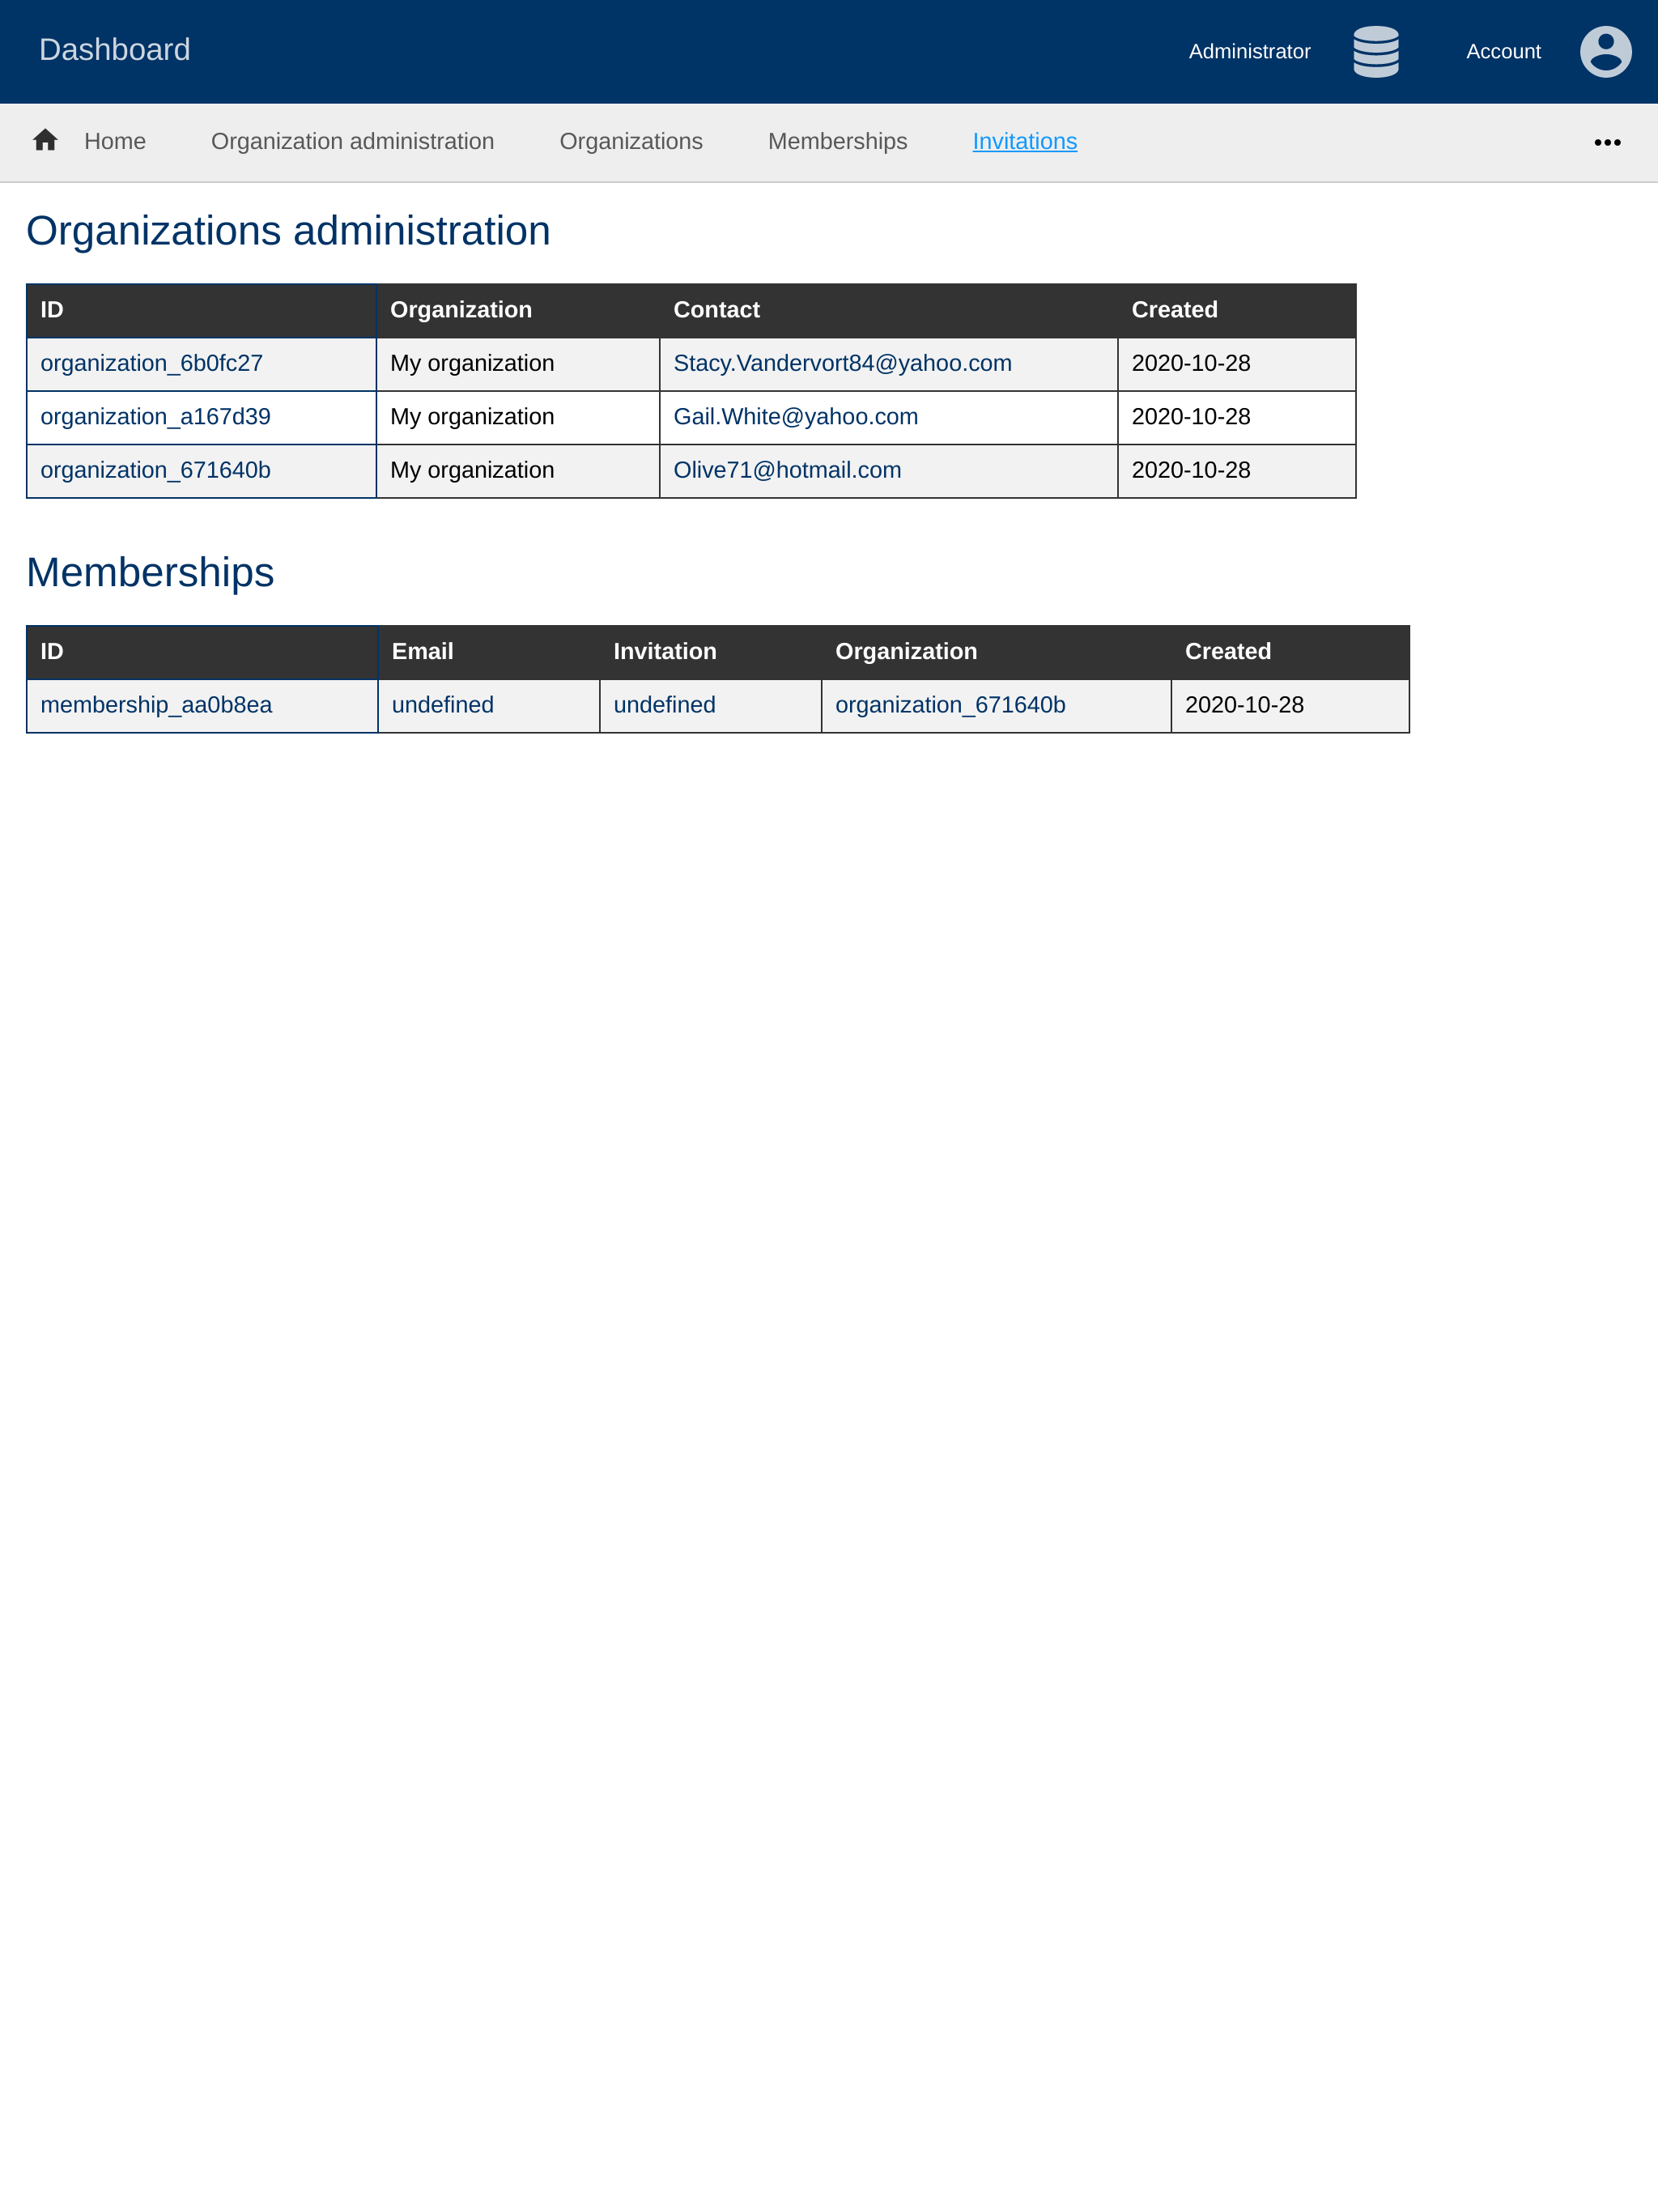 Dashboard Administrator Account
Home Organization administration Organizations Memberships Invitations
Organizations administration
ID Organization Contact Created
organization_6b0fc27 My organization Stacy.Vandervort84@yahoo.com 2020-10-28
organization_a167d39 My organization Gail.White@yahoo.com 2020-10-28
organization_671640b My organization Olive71@hotmail.com 2020-10-28
Memberships
ID Email Invitation Organization Created
membership_aa0b8ea undefined undefined organization_671640b 2020-10-28